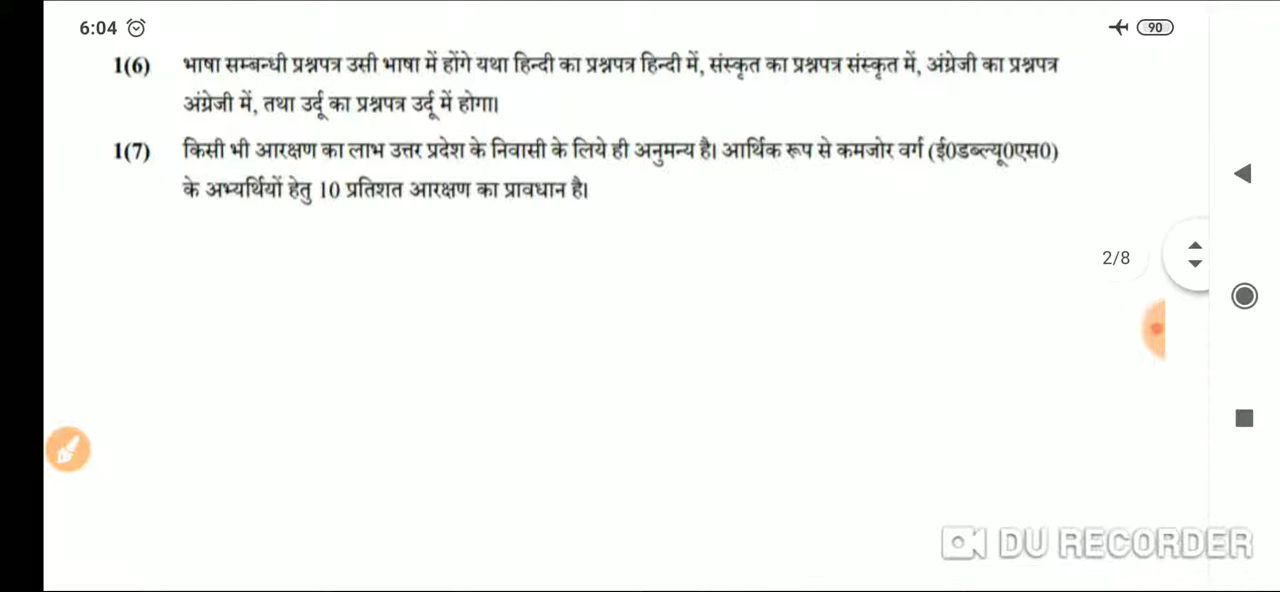 6:04
90
1(6) भाषा सम्बन्धी प्रश्नपत्र उसी भाषा में होंगे यथा हिन्दी का प्रश्नपत्र हिन्दी में, संस्कृत का प्रश्नपत्र संस्कृत में, अंग्रेजी का प्रश्नपत्र
अंग्रेजी में, तथा उर्दू का प्रश्नपत्र उर्दू में होगा।
1(7) किसी भी आरक्षण का लाभ उत्तर प्रदेश के निवासी के लिये ही अनुमन्य है। आर्थिक रूप से कमजोर वर्ग (ई0डब्ल्यू0एस0)
के अभ्यर्थियों हेतु 10 प्रतिशत आरक्षण का प्रावधान है।
2/8
DU RECORDER